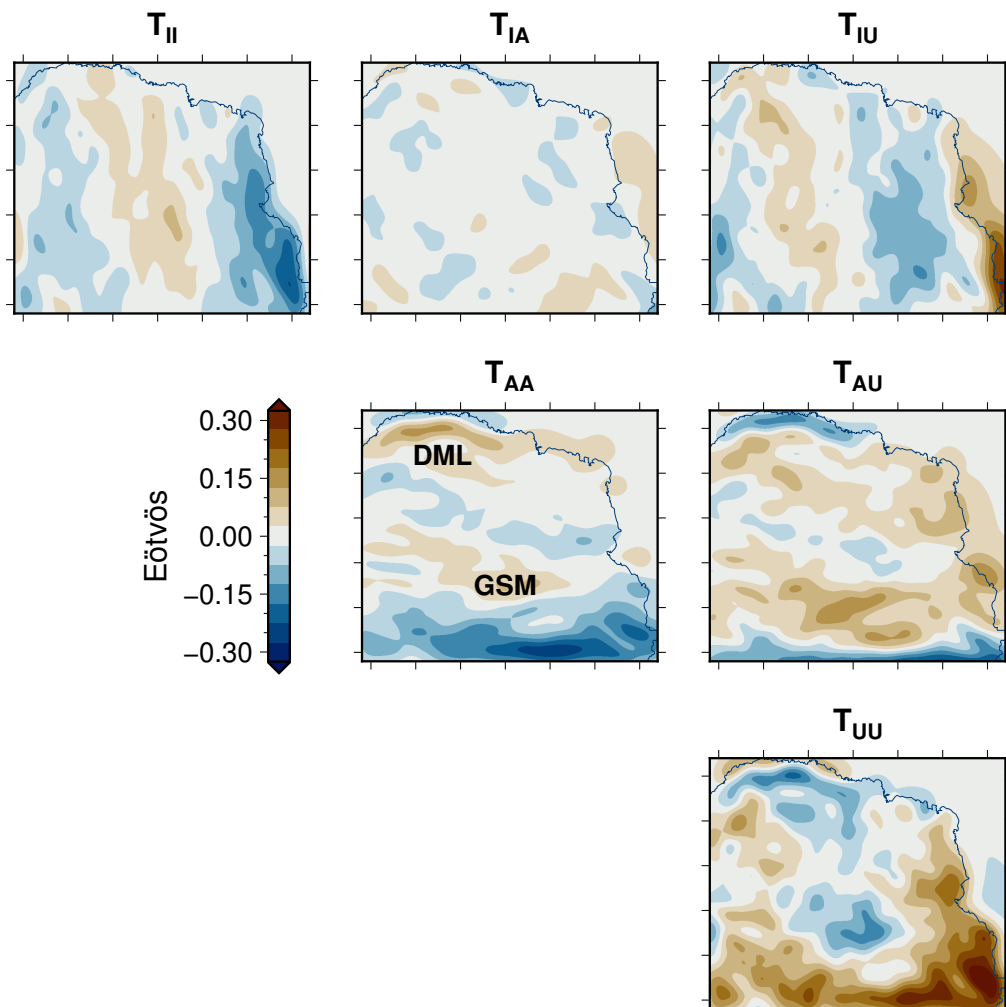 T_II
T_IA
T_IU
T_AA
T_AU
DML
GSM
0.30
0.15
0.00
−0.15
−0.30
Eötvös
T_UU